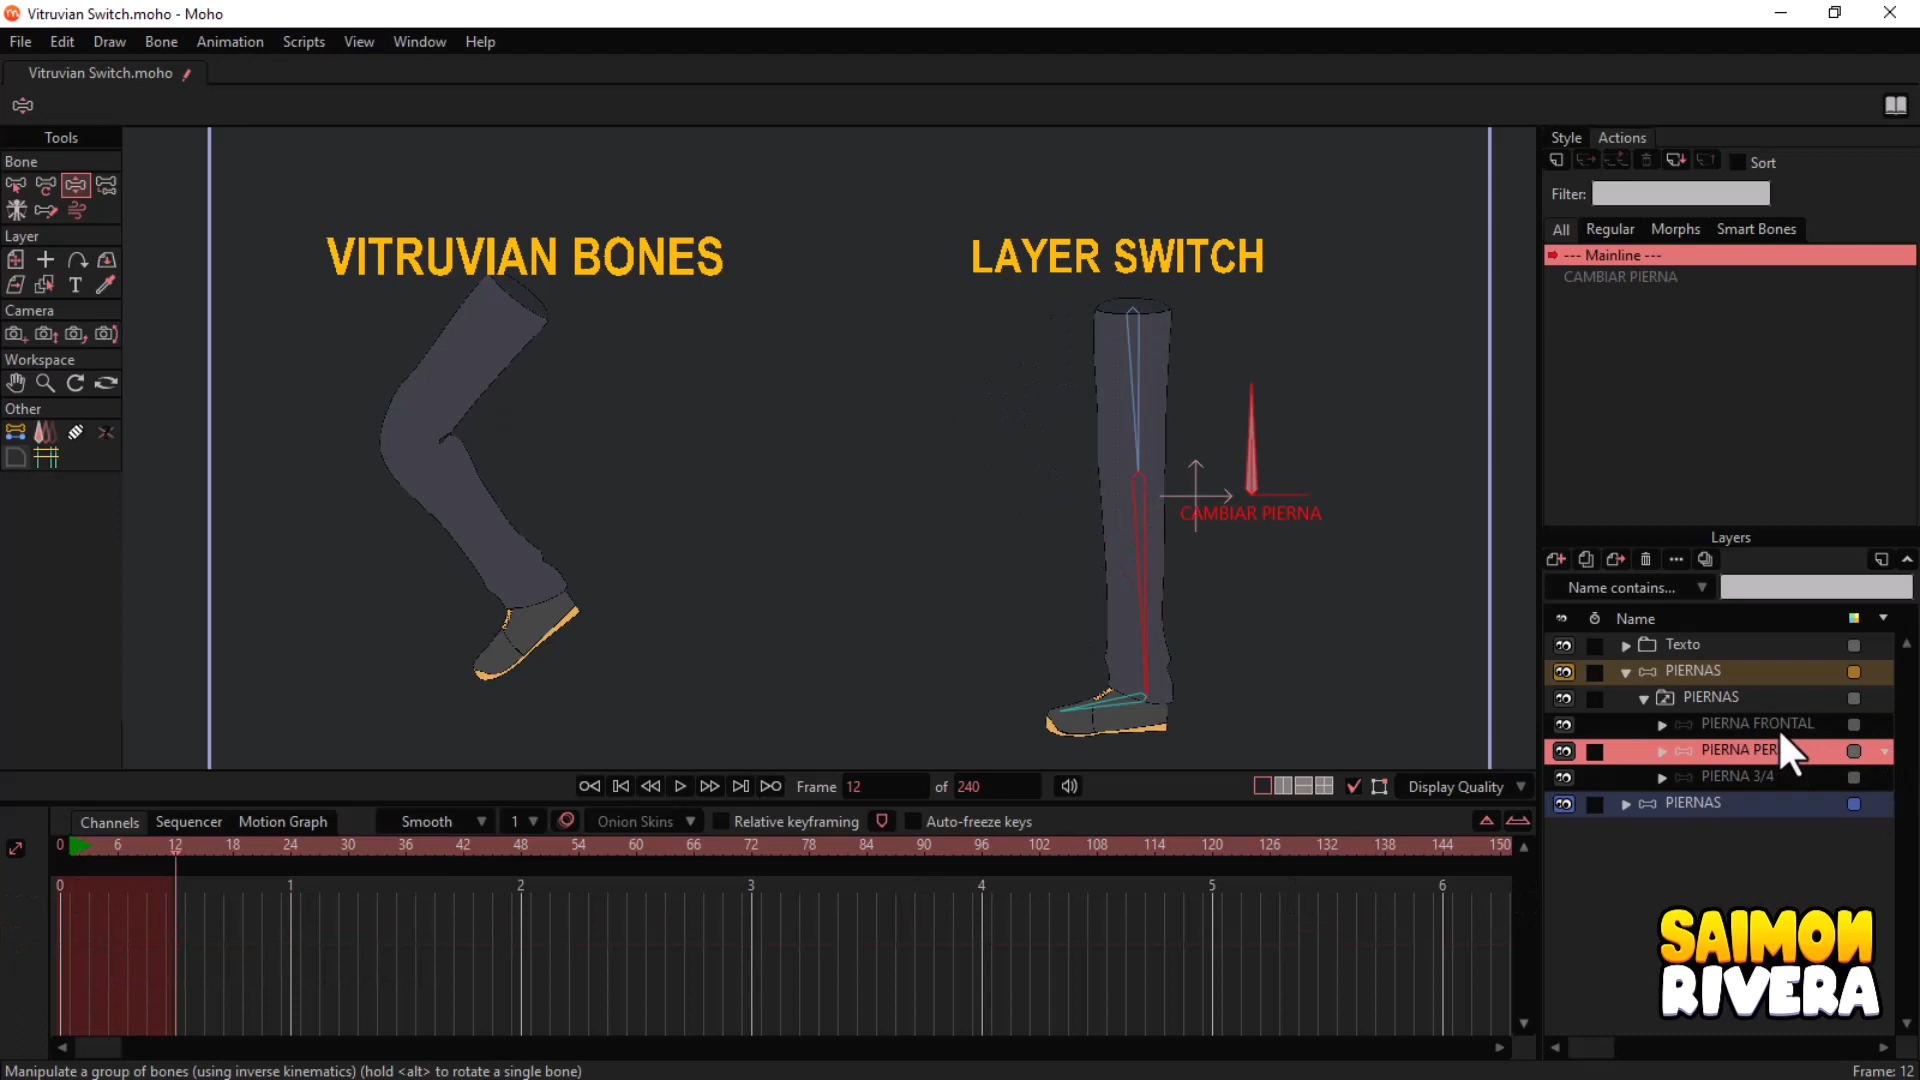 Vitruvian Switch.moho - Moho
File Edit Draw Bone Animation Scripts View Window Help
Vitruvian Switch.moho
Tools
Bone
Layer
Camera
Workspace
Other
VITRUVIAN BONES
LAYER SWITCH
CAMBIAR PIERNA
Style Actions
Sort
Filter:
All Regular Morphs Smart Bones
--- Mainline ---
CAMBIAR PIERNA
Layers
Name contains...
Name
Texto
PIERNAS
PIERNAS
PIERNA FRONTAL
PIERNA PER
PIERNA 3/4
PIERNAS
Frame 12 of 240 Display Quality
Channels Sequencer Motion Graph Smooth 1 Onion Skins Relative keyframing Auto-freeze keys
0 6 12 18 24 30 36 42 48 54 60 66 72 78 84 90 96 102 108 114 120 126 132 138 144 150
0 1 2 3 4 5 6
SAIMON
RIVERA
Manipulate a group of bones (using inverse kinematics) (hold <alt> to rotate a single bone)
Frame: 12